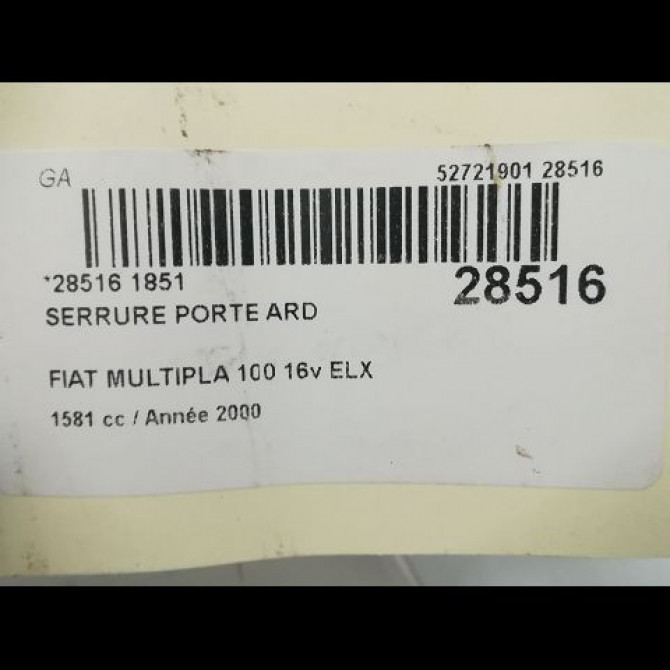 GA
52721901 28516
*28516 1851
28516
SERRURE PORTE ARD
FIAT MULTIPLA 100 16v ELX
1581 cc / Année 2000